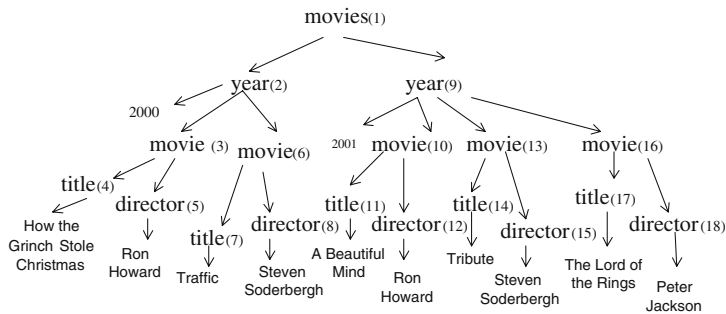 movies(1)
year(2)
year(9)
2000
2001
movie (3)
movie(6)
movie(10)
movie(13)
movie(16)
title(4)
director(5)
title(7)
director(8)
title(11)
director(12)
title(14)
director(15)
title(17)
director(18)
How the
Grinch Stole
Christmas
Ron
Howard
Traffic
Steven
Soderbergh
A Beautiful
Mind
Ron
Howard
Tribute
Steven
Soderbergh
The Lord of
the Rings
Peter
Jackson